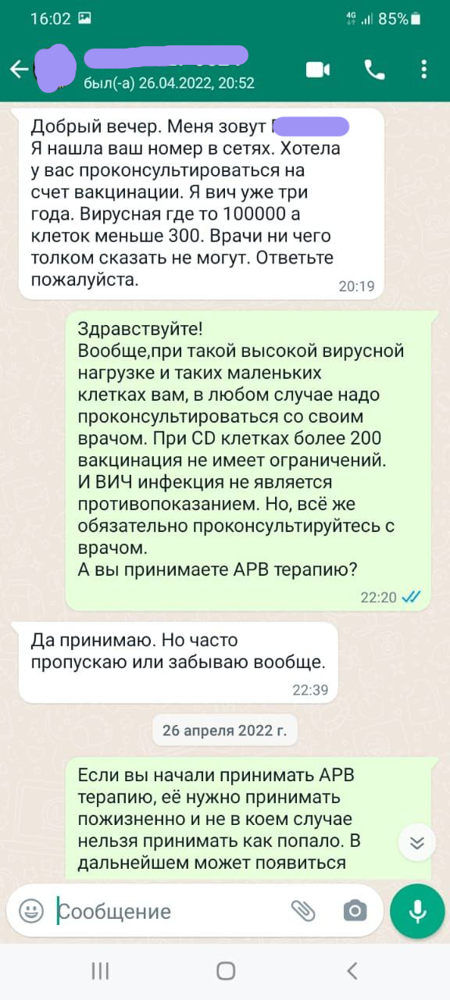 16:02
4G 85%
был(-а) 26.04.2022, 20:52
Добрый вечер. Меня зовут
Я нашла ваш номер в сетях. Хотела
у вас проконсультироваться на
счет вакцинации. Я вич уже три
года. Вирусная где то 100000 а
клеток меньше 300. Врачи ни чего
толком сказать не могут. Ответьте
пожалуйста.
20:19
Здравствуйте!
Вообще,при такой высокой вирусной
нагрузке и таких маленьких
клетках вам, в любом случае надо
проконсультироваться со своим
врачом. При CD клетках более 200
вакцинация не имеет ограничений.
И ВИЧ инфекция не является
противопоказанием. Но, всё же
обязательно проконсультируйтесь с
врачом.
А вы принимаете АРВ терапию?
22:20
Да принимаю. Но часто
пропускаю или забываю вообще.
22:39
26 апреля 2022 г.
Если вы начали принимать АРВ
терапию, её нужно принимать
пожизненно и не в коем случае
нельзя принимать как попало. В
дальнейшем может появиться
Сообщение